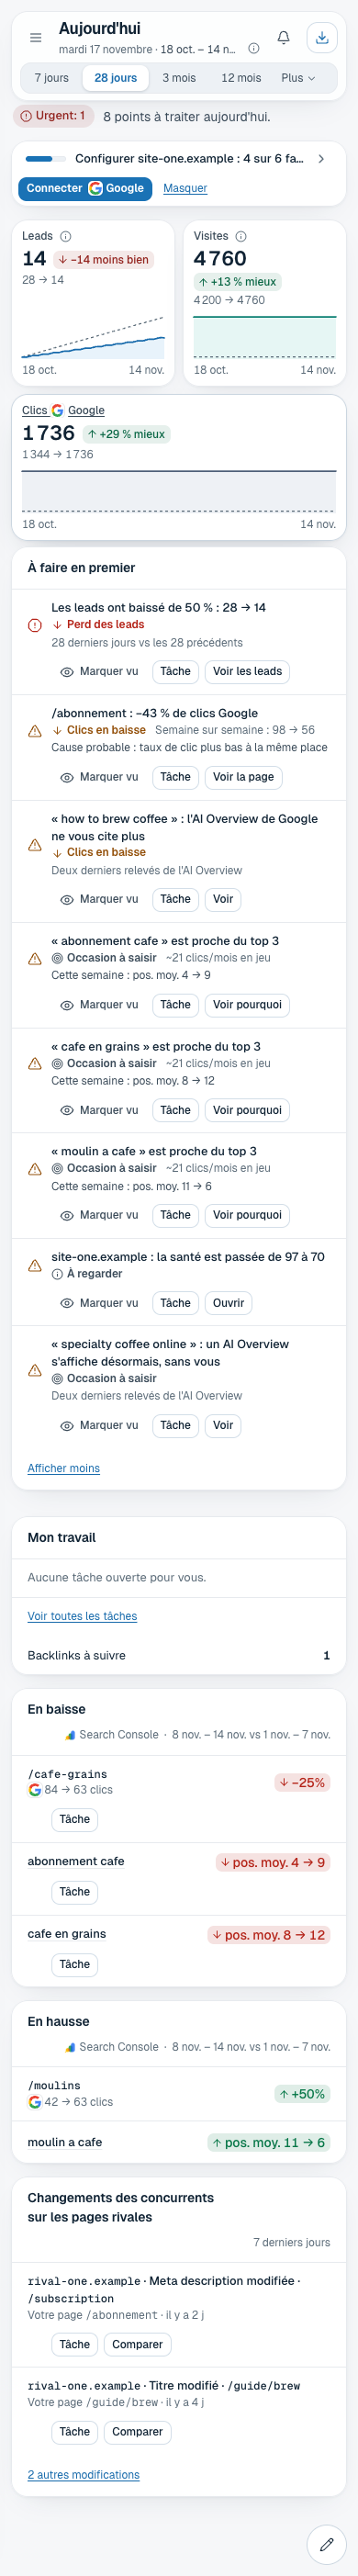 Aujourd'hui
mardi 17 novembre · 18 oct. – 14 n...
7 jours
28 jours
3 mois
12 mois
Plus
Urgent: 1
8 points à traiter aujourd'hui.
Configurer site-one.example : 4 sur 6 fa...
Connecter Google
Masquer
Leads
14 ↓ −14 moins bien
28 → 14
18 oct. 14 nov.
Visites
4 760
↑ +13 % mieux
4 200 → 4 760
18 oct. 14 nov.
Clics Google
1 736 ↑ +29 % mieux
1 344 → 1 736
18 oct. 14 nov.
À faire en premier
Les leads ont baissé de 50 % : 28 → 14
↓ Perd des leads
28 derniers jours vs les 28 précédents
Marquer vu Tâche Voir les leads
/abonnement : −43 % de clics Google
↓ Clics en baisse Semaine sur semaine : 98 → 56
Cause probable : taux de clic plus bas à la même place
Marquer vu Tâche Voir la page
« how to brew coffee » : l'AI Overview de Google
ne vous cite plus
↓ Clics en baisse
Deux derniers relevés de l'AI Overview
Marquer vu Tâche Voir
« abonnement cafe » est proche du top 3
Occasion à saisir ~21 clics/mois en jeu
Cette semaine : pos. moy. 4 → 9
Marquer vu Tâche Voir pourquoi
« cafe en grains » est proche du top 3
Occasion à saisir ~21 clics/mois en jeu
Cette semaine : pos. moy. 8 → 12
Marquer vu Tâche Voir pourquoi
« moulin a cafe » est proche du top 3
Occasion à saisir ~21 clics/mois en jeu
Cette semaine : pos. moy. 11 → 6
Marquer vu Tâche Voir pourquoi
site-one.example : la santé est passée de 97 à 70
À regarder
Marquer vu Tâche Ouvrir
« specialty coffee online » : un AI Overview
s'affiche désormais, sans vous
Occasion à saisir
Deux derniers relevés de l'AI Overview
Marquer vu Tâche Voir
Afficher moins
Mon travail
Aucune tâche ouverte pour vous.
Voir toutes les tâches
Backlinks à suivre 1
En baisse
Search Console · 8 nov. – 14 nov. vs 1 nov. – 7 nov.
/cafe-grains
84 → 63 clics
↓ −25%
Tâche
abonnement cafe ↓ pos. moy. 4 → 9
Tâche
cafe en grains ↓ pos. moy. 8 → 12
Tâche
En hausse
Search Console · 8 nov. – 14 nov. vs 1 nov. – 7 nov.
/moulins
42 → 63 clics
↑ +50%
moulin a cafe ↑ pos. moy. 11 → 6
Changements des concurrents
sur les pages rivales
7 derniers jours
rival-one.example · Meta description modifiée ·
/subscription
Votre page /abonnement · il y a 2 j
Tâche Comparer
rival-one.example · Titre modifié · /guide/brew
Votre page /guide/brew · il y a 4 j
Tâche Comparer
2 autres modifications